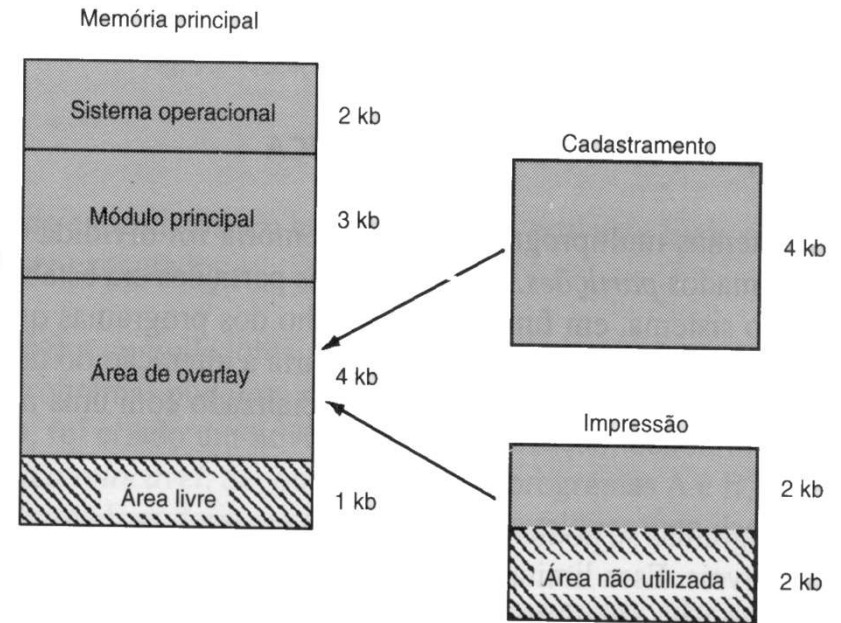 Memória principal
Sistema operacional
2 kb
Módulo principal
3 kb
Área de overlay
4 kb
Área livre
1 kb
Cadastramento
4 kb
Impressão
2 kb
Área não utilizada
2 kb